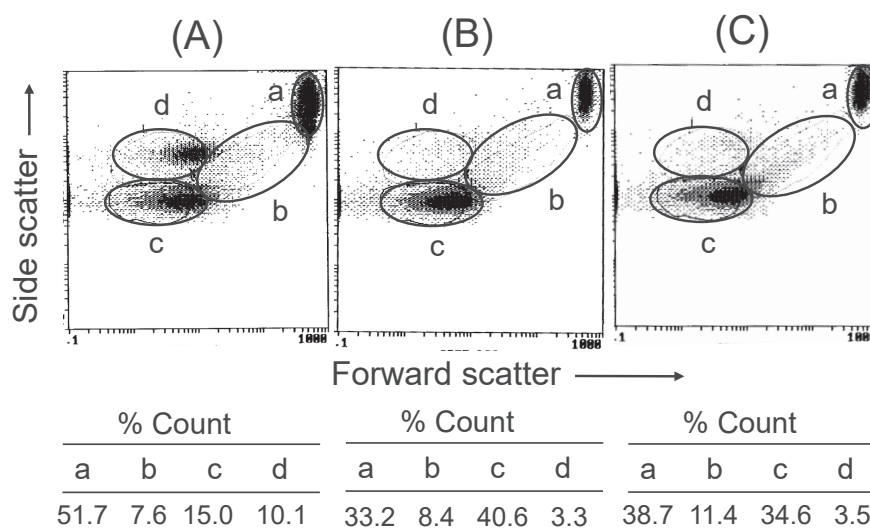 (A) (B) (C)
Side scatter
d a
b
c
d a
b
c
d a
b
c
.1 1000 .1 1000 .1 100
Forward scatter
% Count % Count % Count
a b c d a b c d a b c d
51.7 7.6 15.0 10.1 33.2 8.4 40.6 3.3 38.7 11.4 34.6 3.5